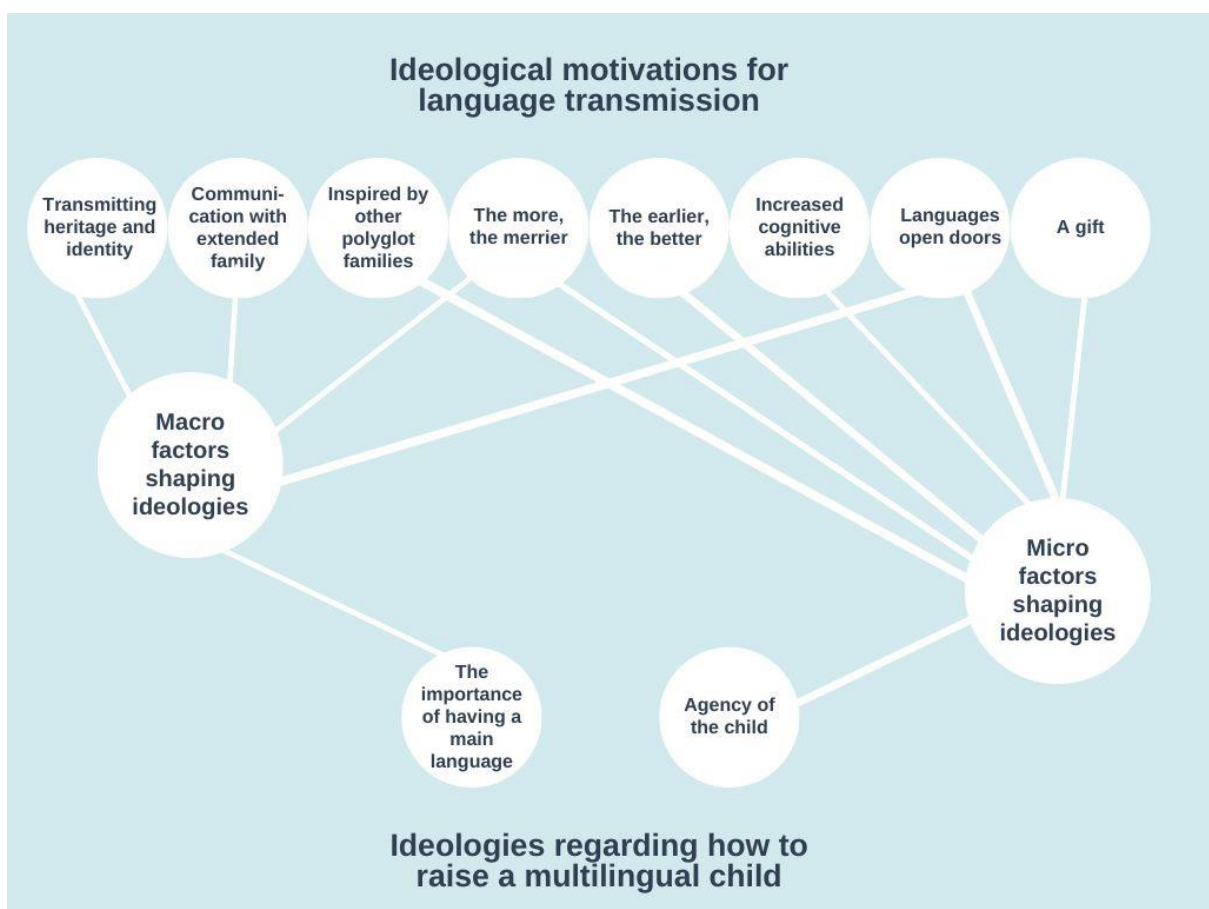 Ideological motivations for
language transmission
Transmitting
heritage and
identity
Communi-
cation with
extended
family
Inspired by
other
polyglot
families
The more,
the merrier
The earlier,
the better
Increased
cognitive
abilities
Languages
open doors
A gift
Macro
factors
shaping
ideologies
Micro
factors
shaping
ideologies
The
importance
of having a
main
language
Agency of
the child
Ideologies regarding how to
raise a multilingual child